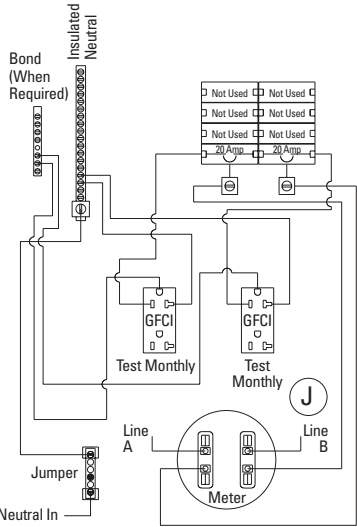 Bond
(When
Required)
Insulated
Neutral
Not Used
Not Used
Not Used
Not Used
Not Used
Not Used
20 Amp
20 Amp
GFCI
GFCI
Test Monthly
Test
Monthly
J
Line
A
Line
B
Jumper
Meter
Neutral In